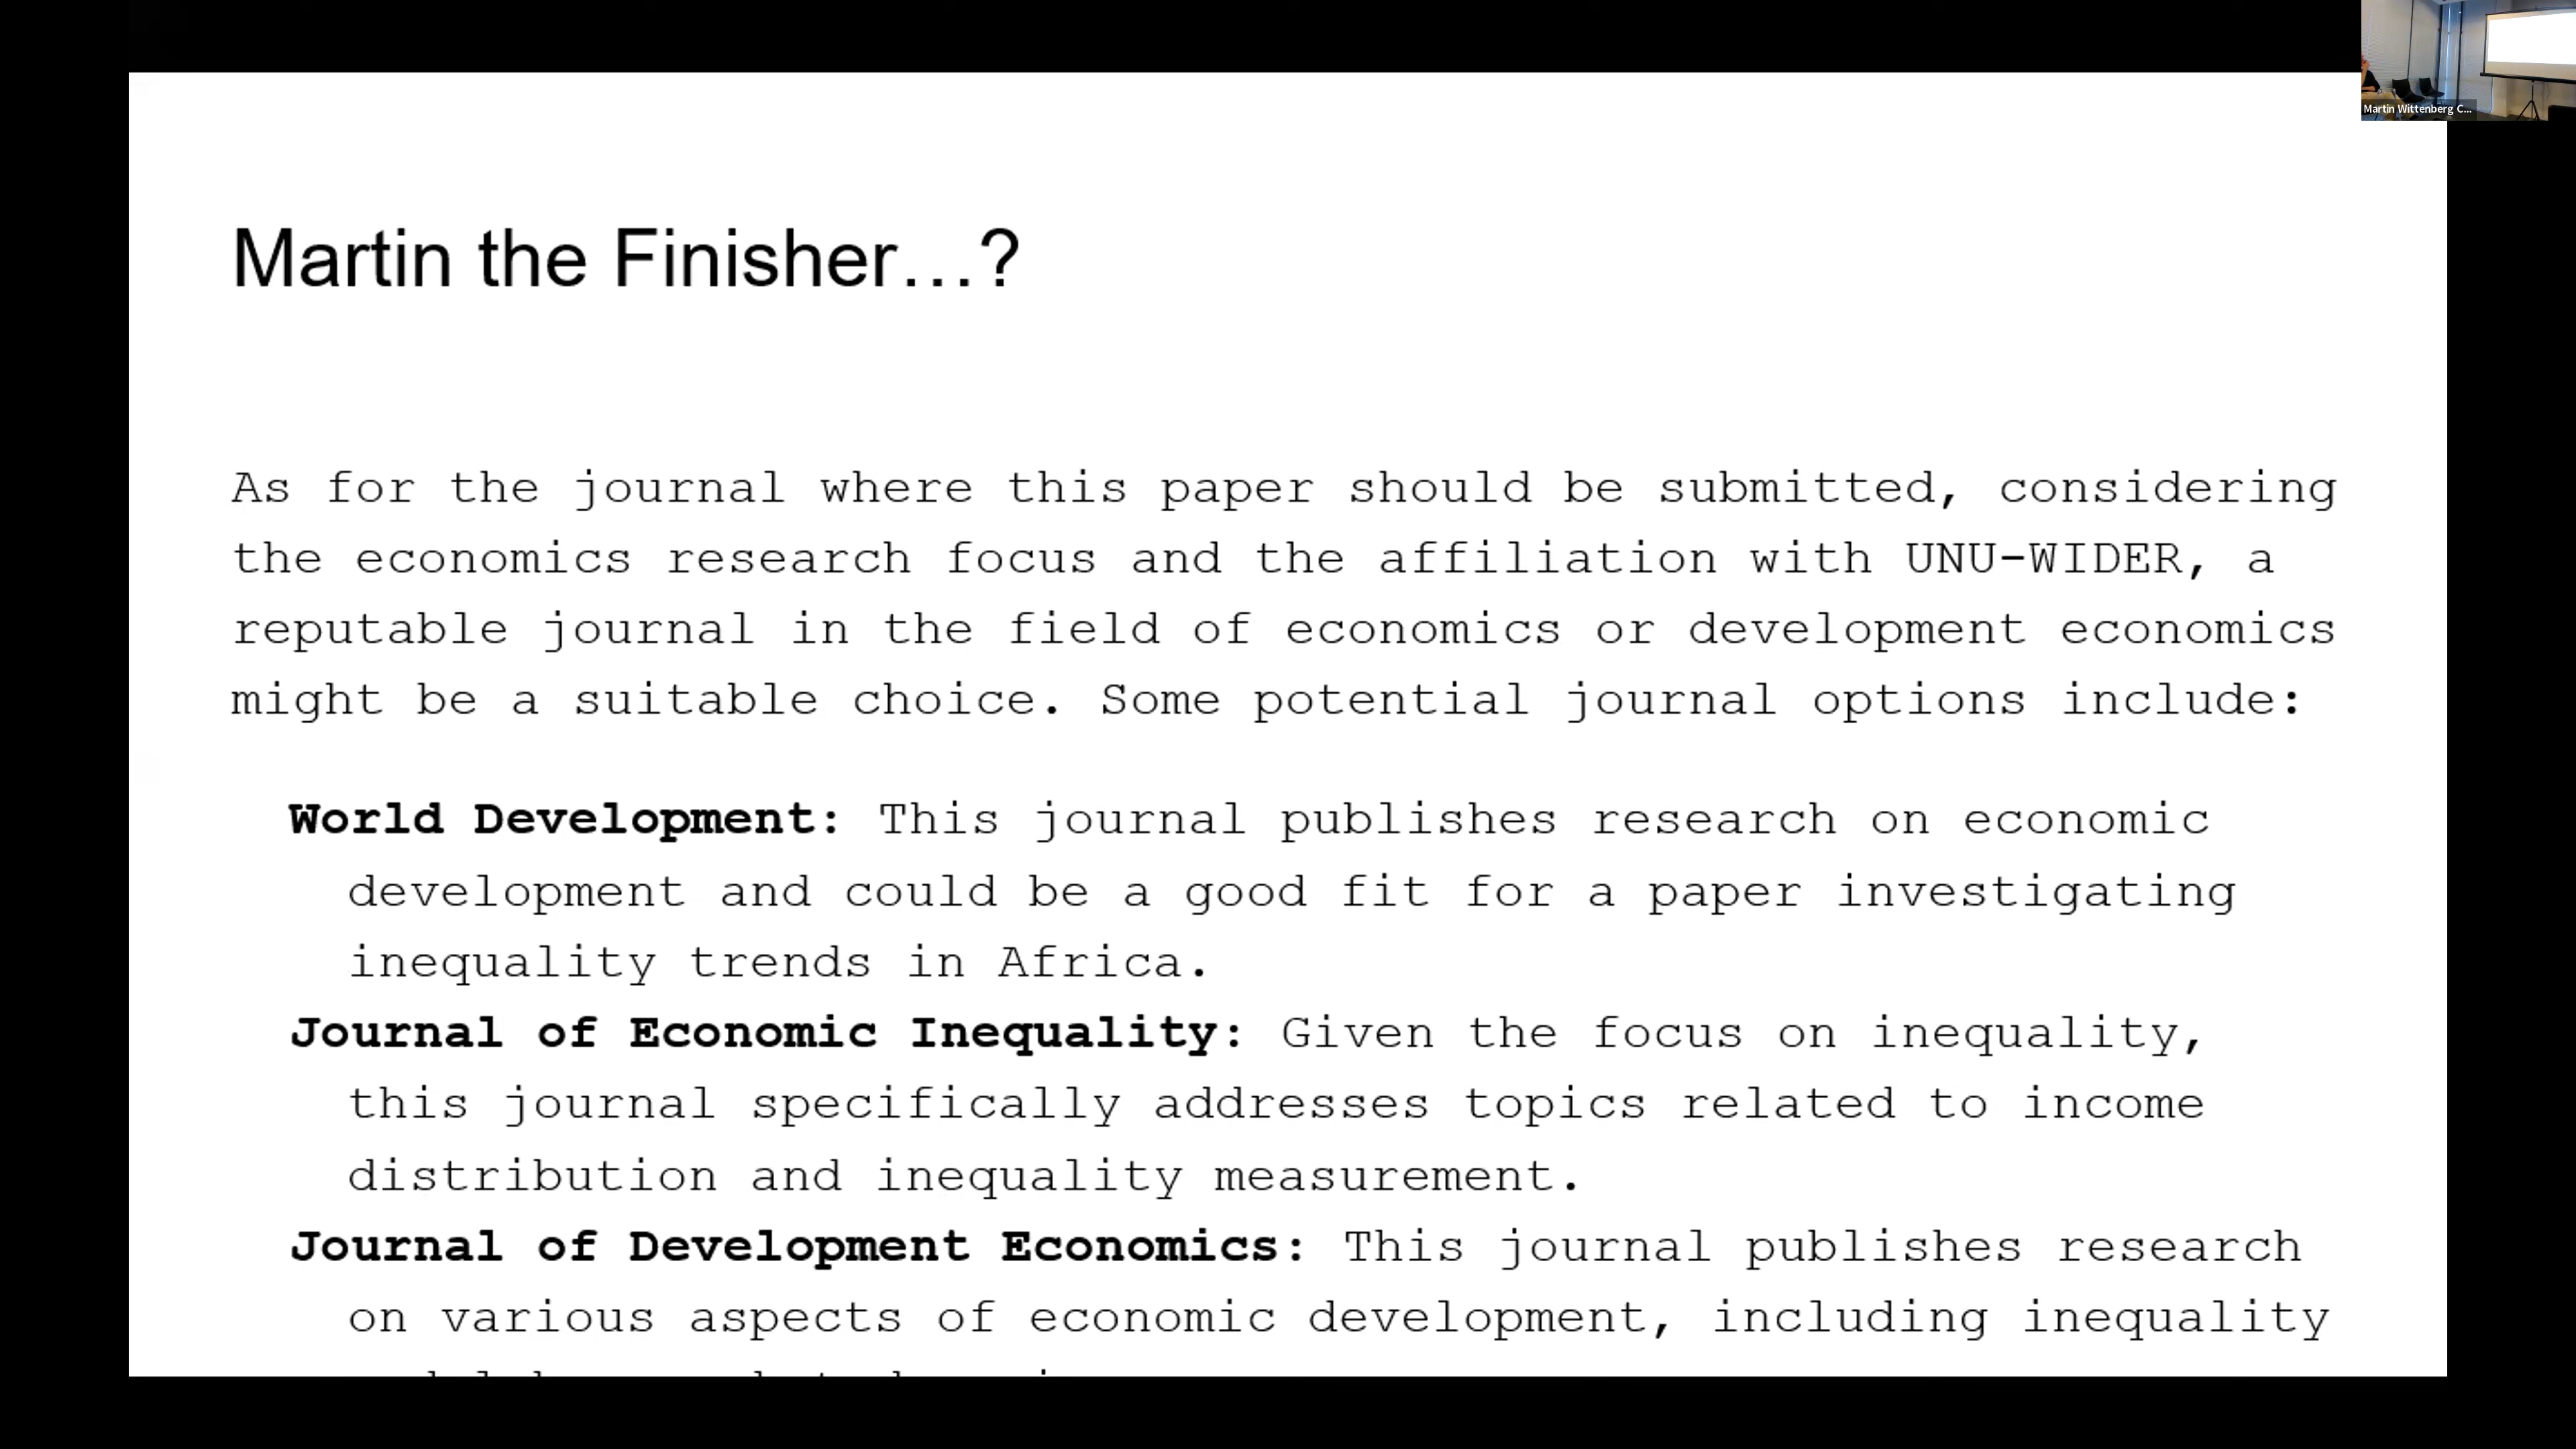 Martin Wittenberg C...
Martin the Finisher...?
As for the journal where this paper should be submitted, considering
the economics research focus and the affiliation with UNU-WIDER, a
reputable journal in the field of economics or development economics
might be a suitable choice. Some potential journal options include:
World Development: This journal publishes research on economic
development and could be a good fit for a paper investigating
inequality trends in Africa.
Journal of Economic Inequality: Given the focus on inequality,
this journal specifically addresses topics related to income
distribution and inequality measurement.
Journal of Development Economics: This journal publishes research
on various aspects of economic development, including inequality